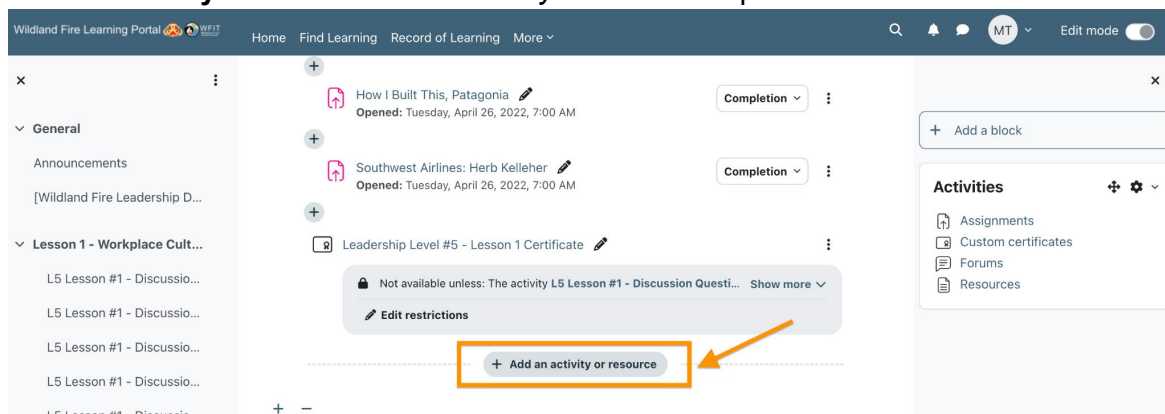 Wildland Fire Learning Portal WFIT
Home Find Learning Record of Learning More
MT
Edit mode
General
Announcements
[Wildland Fire Leadership D...
Lesson 1 - Workplace Cult...
L5 Lesson #1 - Discussio...
L5 Lesson #1 - Discussio...
L5 Lesson #1 - Discussio...
L5 Lesson #1 - Discussio...
How I Built This, Patagonia
Opened: Tuesday, April 26, 2022, 7:00 AM
Completion
Southwest Airlines: Herb Kelleher
Opened: Tuesday, April 26, 2022, 7:00 AM
Completion
Leadership Level #5 - Lesson 1 Certificate
Not available unless: The activity L5 Lesson #1 - Discussion Questi... Show more
Edit restrictions
+ Add an activity or resource
+ Add a block
Activities
Assignments
Custom certificates
Forums
Resources